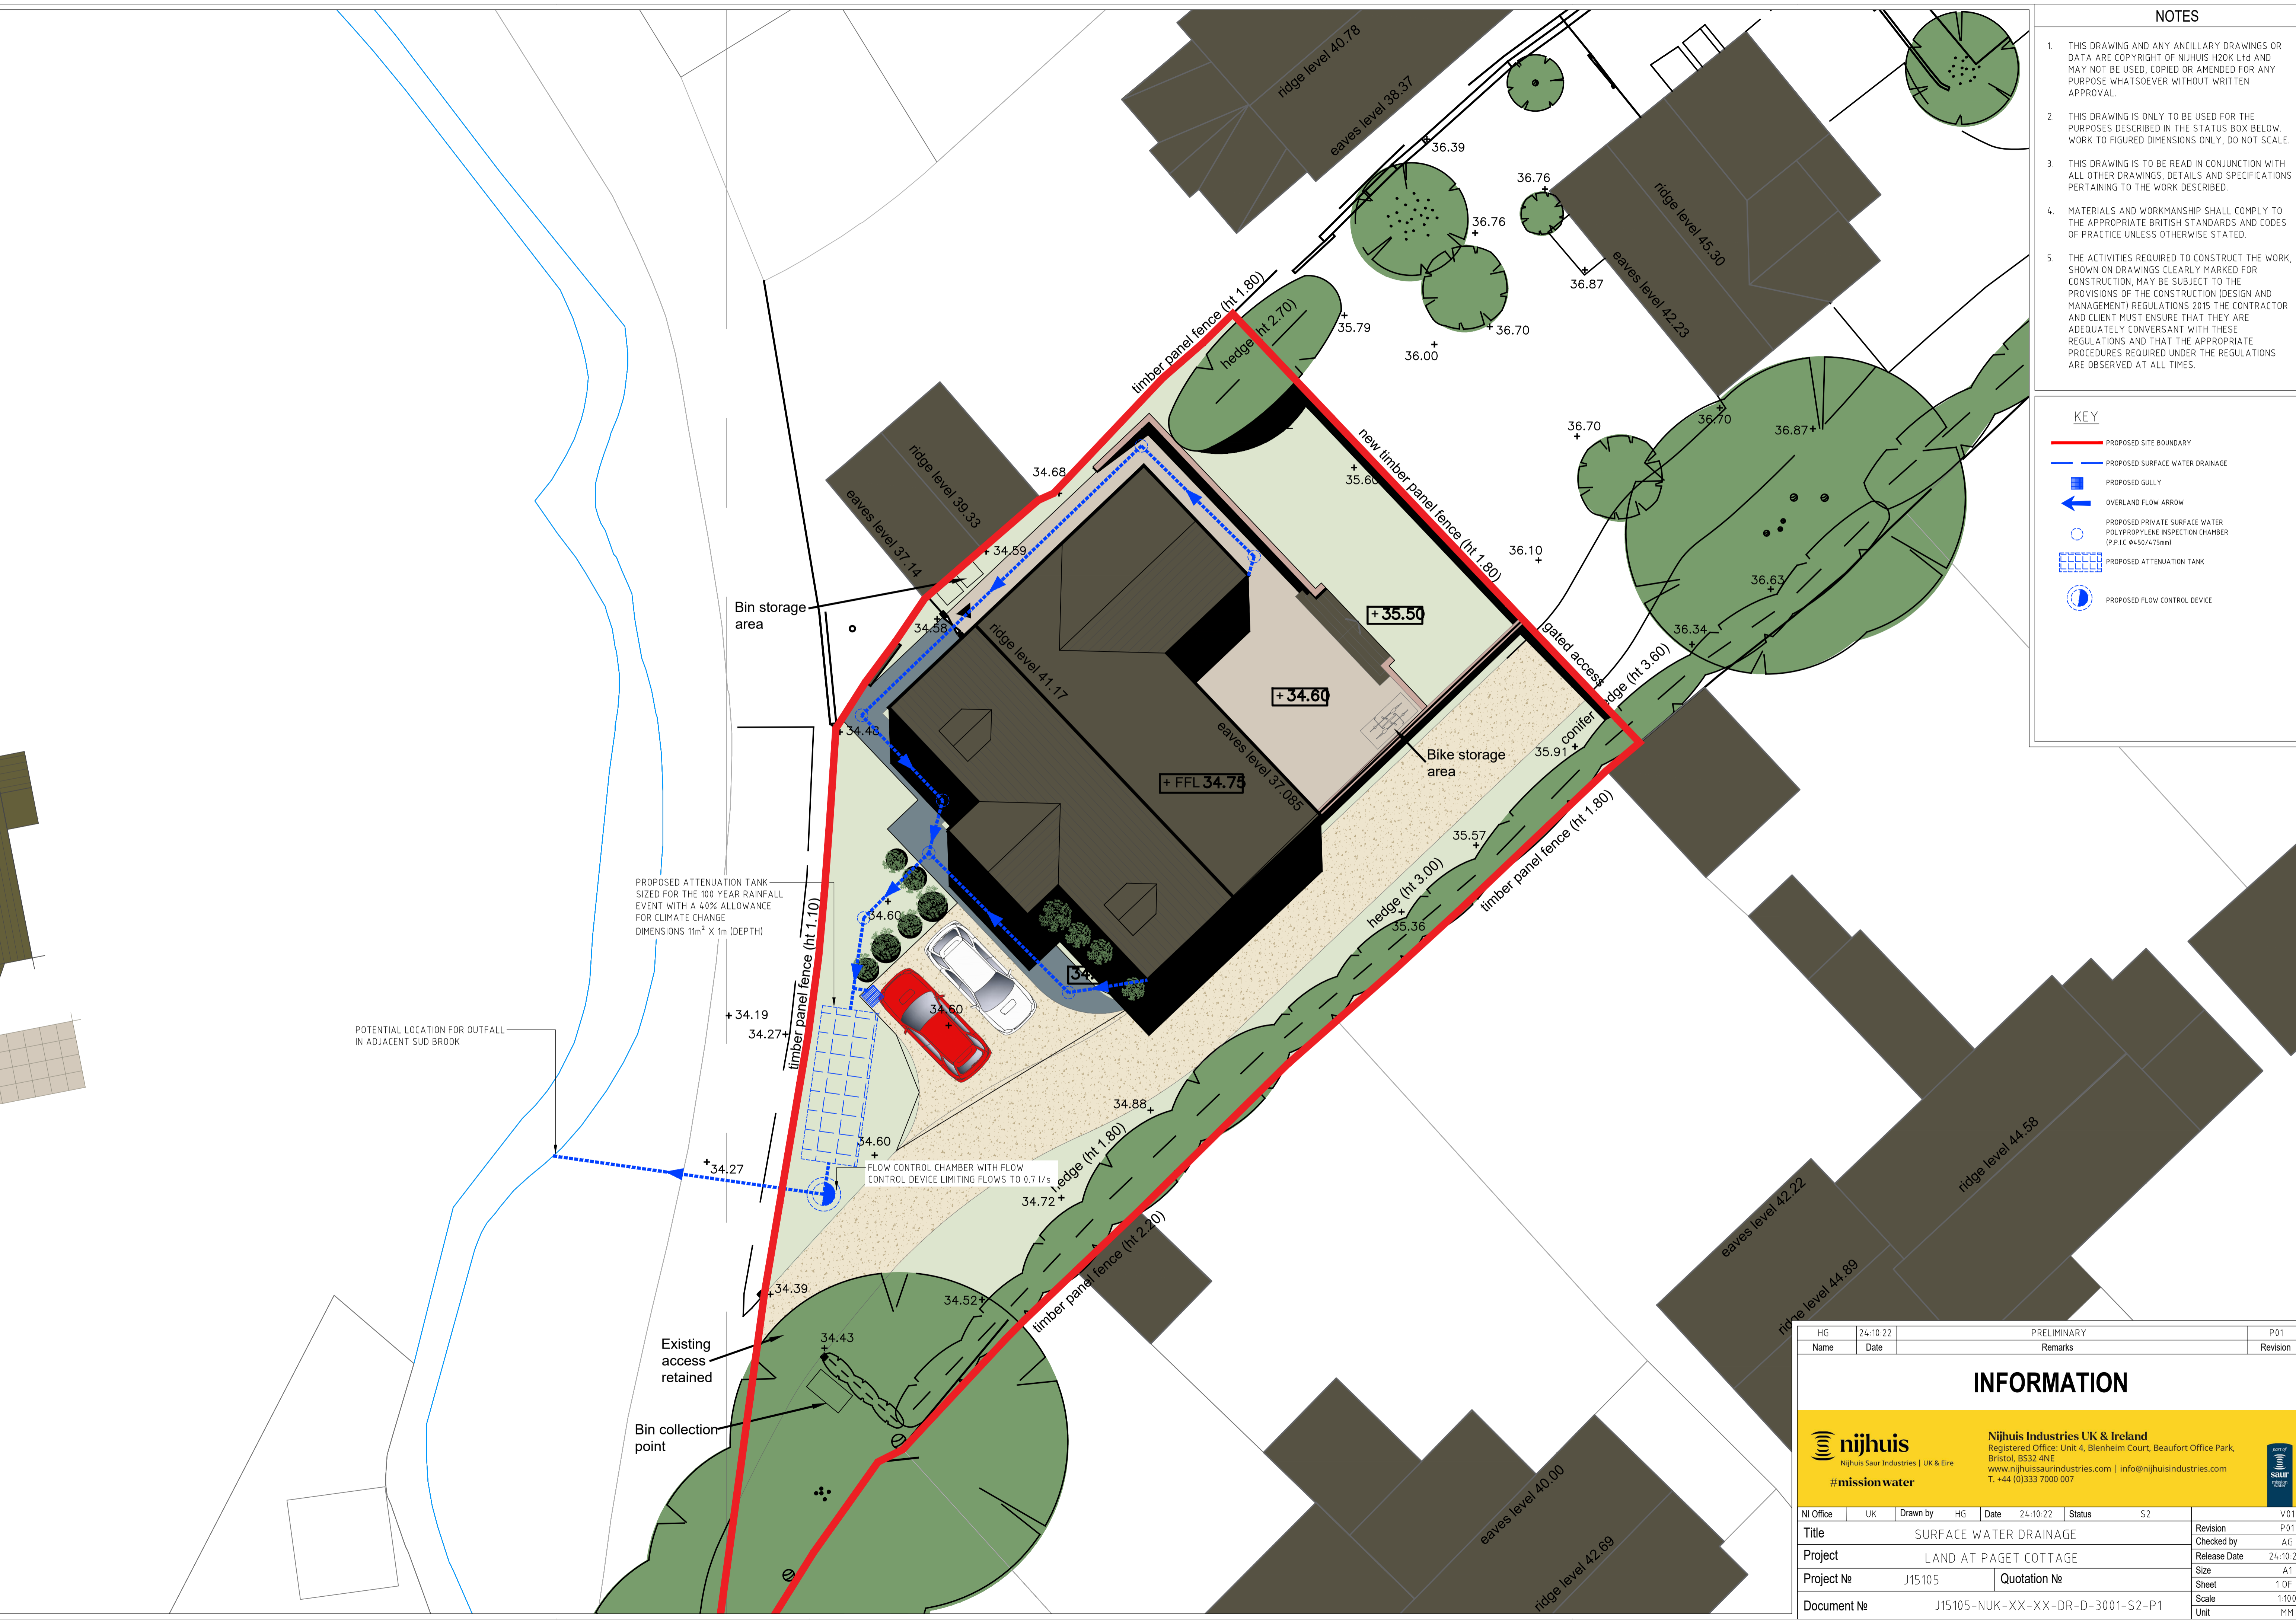 NOTES
1. THIS DRAWING AND ANY ANCILLARY DRAWINGS OR
DATA ARE COPYRIGHT OF NIJHUIS H2OK Ltd AND
MAY NOT BE USED, COPIED OR AMENDED FOR ANY
PURPOSE WHATSOEVER WITHOUT WRITTEN
APPROVAL.
2. THIS DRAWING IS ONLY TO BE USED FOR THE
PURPOSES DESCRIBED IN THE STATUS BOX BELOW.
WORK TO FIGURED DIMENSIONS ONLY, DO NOT SCALE.
3. THIS DRAWING IS TO BE READ IN CONJUNCTION WITH
ALL OTHER DRAWINGS, DETAILS AND SPECIFICATIONS
PERTAINING TO THE WORK DESCRIBED.
4. MATERIALS AND WORKMANSHIP SHALL COMPLY TO
THE APPROPRIATE BRITISH STANDARDS AND CODES
OF PRACTICE UNLESS OTHERWISE STATED.
5. THE ACTIVITIES REQUIRED TO CONSTRUCT THE WORK,
SHOWN ON DRAWINGS CLEARLY MARKED FOR
CONSTRUCTION, MAY BE SUBJECT TO THE
PROVISIONS OF THE CONSTRUCTION (DESIGN AND
MANAGEMENT) REGULATIONS 2015 THE CONTRACTOR
AND CLIENT MUST ENSURE THAT THEY ARE
ADEQUATELY CONVERSANT WITH THESE
REGULATIONS AND THAT THE APPROPRIATE
PROCEDURES REQUIRED UNDER THE REGULATIONS
ARE OBSERVED AT ALL TIMES.
KEY
PROPOSED SITE BOUNDARY
PROPOSED SURFACE WATER DRAINAGE
PROPOSED GULLY
OVERLAND FLOW ARROW
PROPOSED PRIVATE SURFACE WATER
POLYPROPYLENE INSPECTION CHAMBER
(P.P.I.C Ø450/475mm)
PROPOSED ATTENUATION TANK
PROPOSED FLOW CONTROL DEVICE
ridge level 40.78
eaves level 38.37
36.39
36.76
36.76
36.87
ridge level 45.30
eaves level 42.23
35.79
36.00
36.70
timber panel fence (ht 1.80)
hedge (ht 2.70)
36.70
36.70
36.87
34.68
ridge level 39.33
eaves level 37.14
35.60
new timber panel fence (ht 1.80)
34.59
36.10
36.63
Bin storage
area
34.58
+ 35.50
36.34
gated access
ridge level 41.17
+ 34.60
34.43
eaves level 37.085
+ FFL 34.75
Bike storage
area
35.91
conifer hedge (ht 3.60)
35.57
timber panel fence (ht 1.80)
hedge (ht 3.00)
35.36
PROPOSED ATTENUATION TANK
SIZED FOR THE 100 YEAR RAINFALL
EVENT WITH A 40% ALLOWANCE
FOR CLIMATE CHANGE
DIMENSIONS 11m² X 1m (DEPTH)
timber panel fence (ht 1.10)
34.60
34.60
34.19
34.27
POTENTIAL LOCATION FOR OUTFALL
IN ADJACENT SUD BROOK
34.88
34.60
34.27
FLOW CONTROL CHAMBER WITH FLOW
CONTROL DEVICE LIMITING FLOWS TO 0.7 l/s
hedge (ht 1.80)
34.72
timber panel fence (ht 2.20)
34.39
34.52
34.43
Existing
access
retained
Bin collection
point
eaves level 42.22
ridge level 44.58
ridge level 44.89
eaves level 40.00
ridge level 42.69
HG 24:10:22 PRELIMINARY P01
Name Date Remarks Revision
INFORMATION
nijhuis
Nijhuis Saur Industries | UK & Eire
#missionwater
Nijhuis Industries UK & Ireland
Registered Office: Unit 4, Blenheim Court, Beaufort Office Park,
Bristol, BS32 4NE
www.nijhuissaurindustries.com | info@nijhuisindustries.com
T. +44 (0)333 7000 007
part of
saur
mission
water
NI Office UK Drawn by HG Date 24:10:22 Status S2 V01
Title SURFACE WATER DRAINAGE
Project LAND AT PAGET COTTAGE
Project № J15105 Quotation №
Document № J15105-NUK-XX-XX-DR-D-3001-S2-P1
Revision P01
Checked by AG
Release Date 24:10:2
Size A1
Sheet 1 OF
Scale 1:10
Unit MM